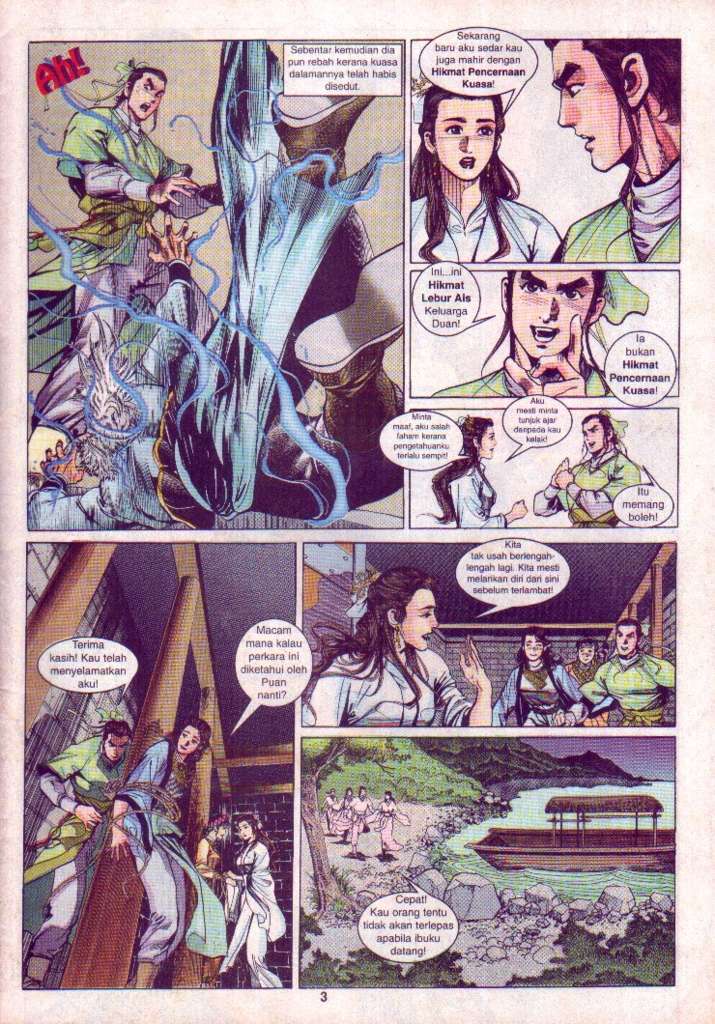 Ah!
Sebentar kemudian dia
pun rebah kerana kuasa
dalamannya telah habis
disedut.
Sekarang
baru aku sedar kau
juga mahir dengan
Hikmat Pencernaan
Kuasa!
Ini...ini
Hikmat
Lebur Ais
Keluarga
Duan!
Ia
bukan
Hikmat
Pencernaan
Kuasa!
Minta
maaf, aku salah
faham kerana
pengetahuanku
terlalu sempit!
Aku
mesti minta
tunjuk ajar
daripada kau
kelak!
Itu
memang
boleh!
Terima
kasih! Kau telah
menyelamatkan
aku!
Macam
mana kalau
perkara ini
diketahui oleh
Puan
nanti?
Kita
tak usah berlengah-
lengah lagi. Kita mesti
melarikan diri dari sini
sebelum terlambat!
Cepat!
Kau orang tentu
tidak akan terlepas
apabila ibuku
datang!
3